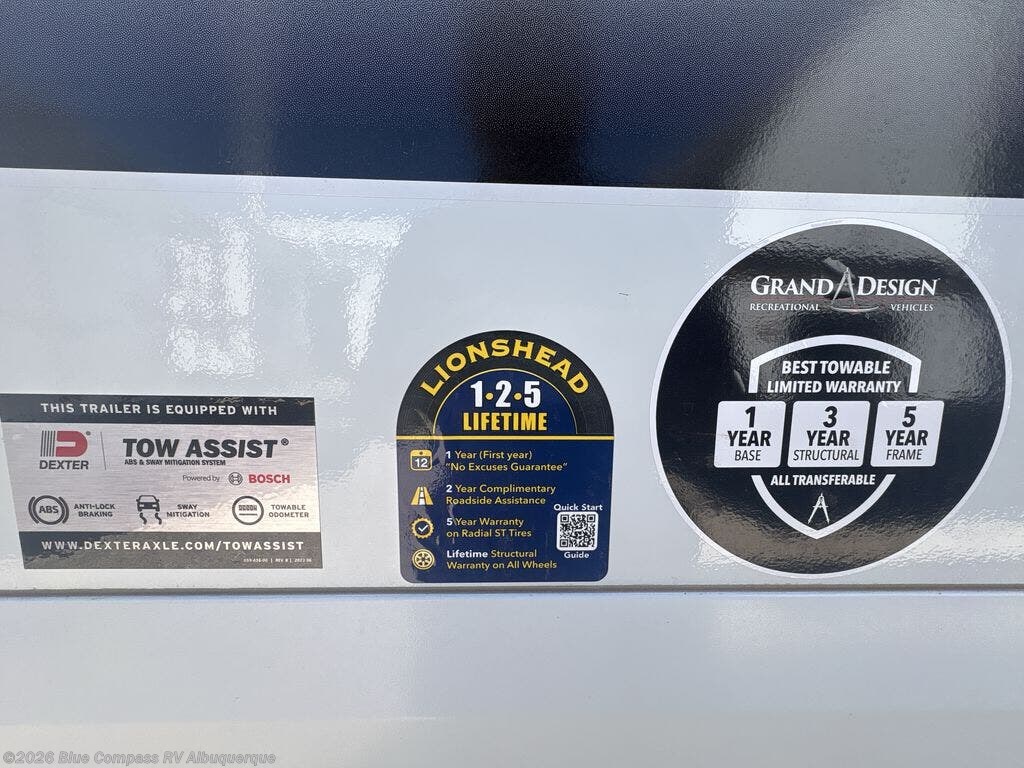 THIS TRAILER IS EQUIPPED WITH
DEXTER
TOW ASSIST®
ABS & SWAY MITIGATION SYSTEM
Powered by BOSCH
ABS
ANTI-LOCK
BRAKING
SWAY
MITIGATION
TOWABLE
ODOMETER
WWW.DEXTERAXLE.COM/TOWASSIST
LIONSHEAD
1•2•5
LIFETIME
12
1 Year (First year)
"No Excuses Guarantee"
2 Year Complimentary
Roadside Assistance
5 Year Warranty
on Radial ST Tires
Lifetime Structural
Warranty on All Wheels
Quick Start
Guide
GRAND DESIGN
RECREATIONAL VEHICLES
BEST TOWABLE
LIMITED WARRANTY
1
YEAR
BASE
3
YEAR
STRUCTURAL
5
YEAR
FRAME
ALL TRANSFERABLE
©2026 Blue Compass RV Albuquerque